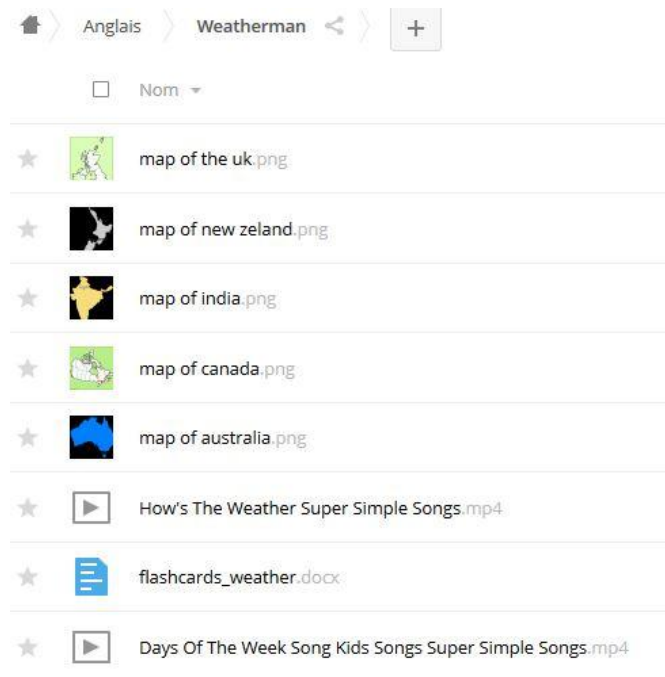 Anglais Weatherman +
Nom
map of the uk.png
map of new zeland.png
map of india.png
map of canada.png
map of australia.png
How's The Weather Super Simple Songs.mp4
flashcards_weather.docx
Days Of The Week Song Kids Songs Super Simple Songs.mp4